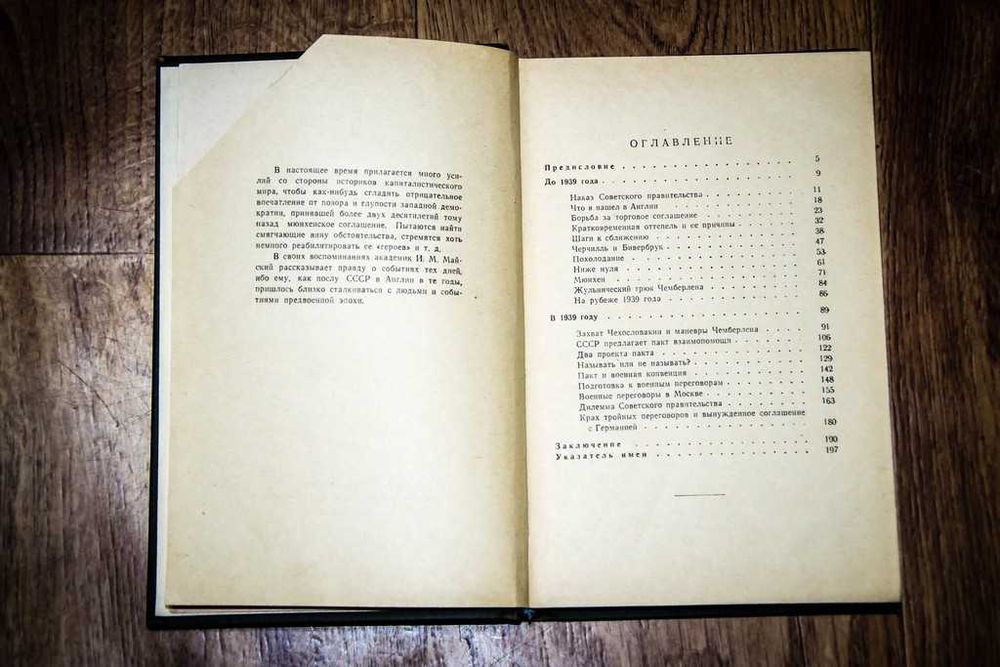 В настоящее время прилагается много уси-
лий со стороны историков капиталистического
мира, чтобы как-нибудь сгладить отрицательное
впечатление от позора и глупости западной демо-
кратии, принявшей более двух десятилетий тому
назад мюнхенское соглашение. Пытаются найти
смягчающие вину обстоятельства, стремятся хоть
немного реабилитировать ее «героев» и т. д.
В своих воспоминаниях академик И. М. Май-
ский рассказывает правду о событиях тех дней,
ибо ему, как послу СССР в Англии в те годы,
пришлось близко сталкиваться с людьми и собы-
тиями предвоенной эпохи.
ОГЛАВЛЕНИЕ
Предисловие 5
До 1939 года 9
Наказ Советского правительства 11
Что я нашел в Англии 18
Борьба за торговое соглашение 23
Кратковременная оттепель и ее причины 32
Шаги к сближению 38
Черчилль и Бивербрук 47
Похолодание 53
Ниже нуля 61
Мюнхен 71
Жульнический трюк Чемберлена 84
На рубеже 1939 года 86
В 1939 году 89
Захват Чехословакии и маневры Чемберлена 91
СССР предлагает пакт взаимопомощи 106
Два проекта пакта 122
Называть или не называть? 129
Пакт и военная конвенция 142
Подготовка к военным переговорам 148
Военные переговоры в Москве 155
Дилемма Советского правительства 163
Крах тройных переговоров и вынужденное соглашение
с Германией 180
Заключение 190
Указатель имен 197